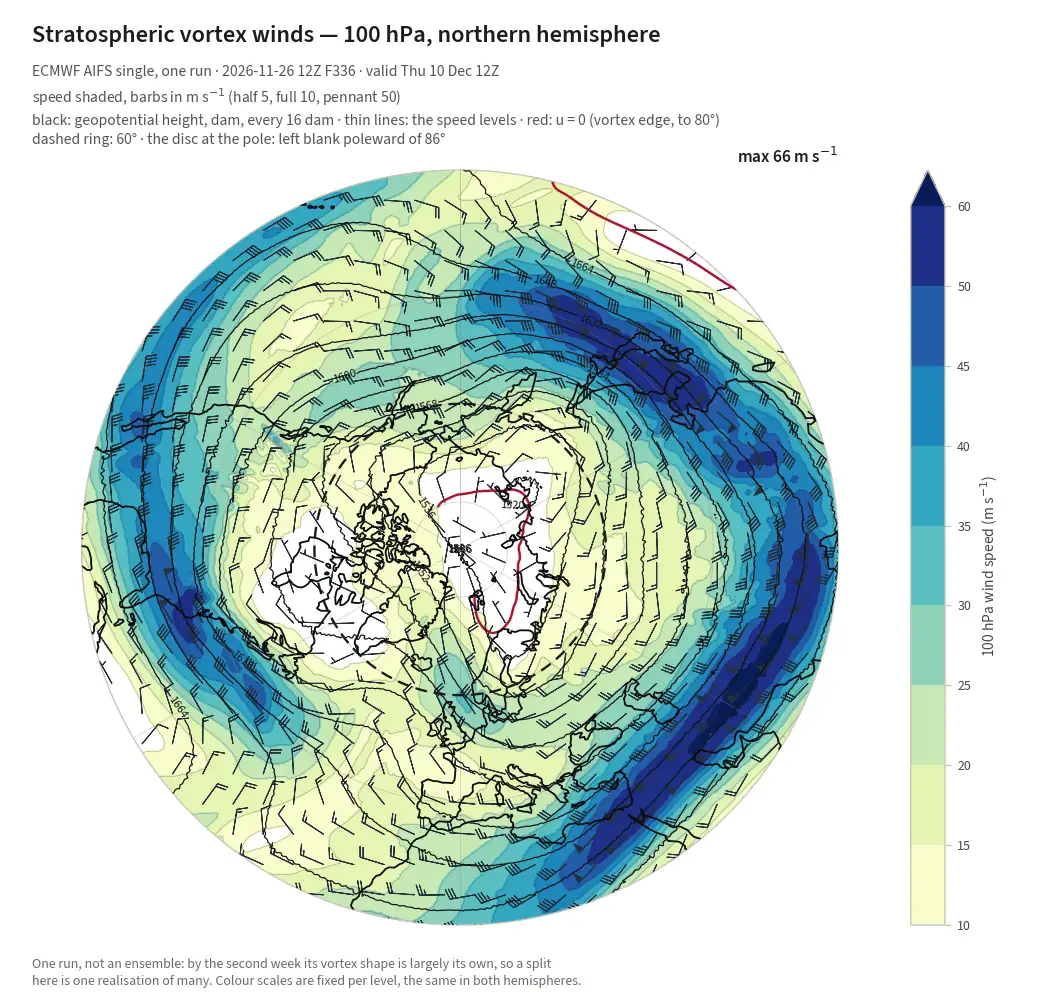 Stratospheric vortex winds — 100 hPa, northern hemisphere
ECMWF AIFS single, one run · 2026-11-26 12Z F336 · valid Thu 10 Dec 12Z
speed shaded, barbs in m s−1 (half 5, full 10, pennant 50)
black: geopotential height, dam, every 16 dam · thin lines: the speed levels · red: u = 0 (vortex edge, to 80°)
dashed ring: 60° · the disc at the pole: left blank poleward of 86°
max 66 m s−1
60
50
45
40
35
30
25
20
15
10
100 hPa wind speed (m s−1)
1664
1648
1600
1568
1520
1664
One run, not an ensemble: by the second week its vortex shape is largely its own, so a split
here is one realisation of many. Colour scales are fixed per level, the same in both hemispheres.